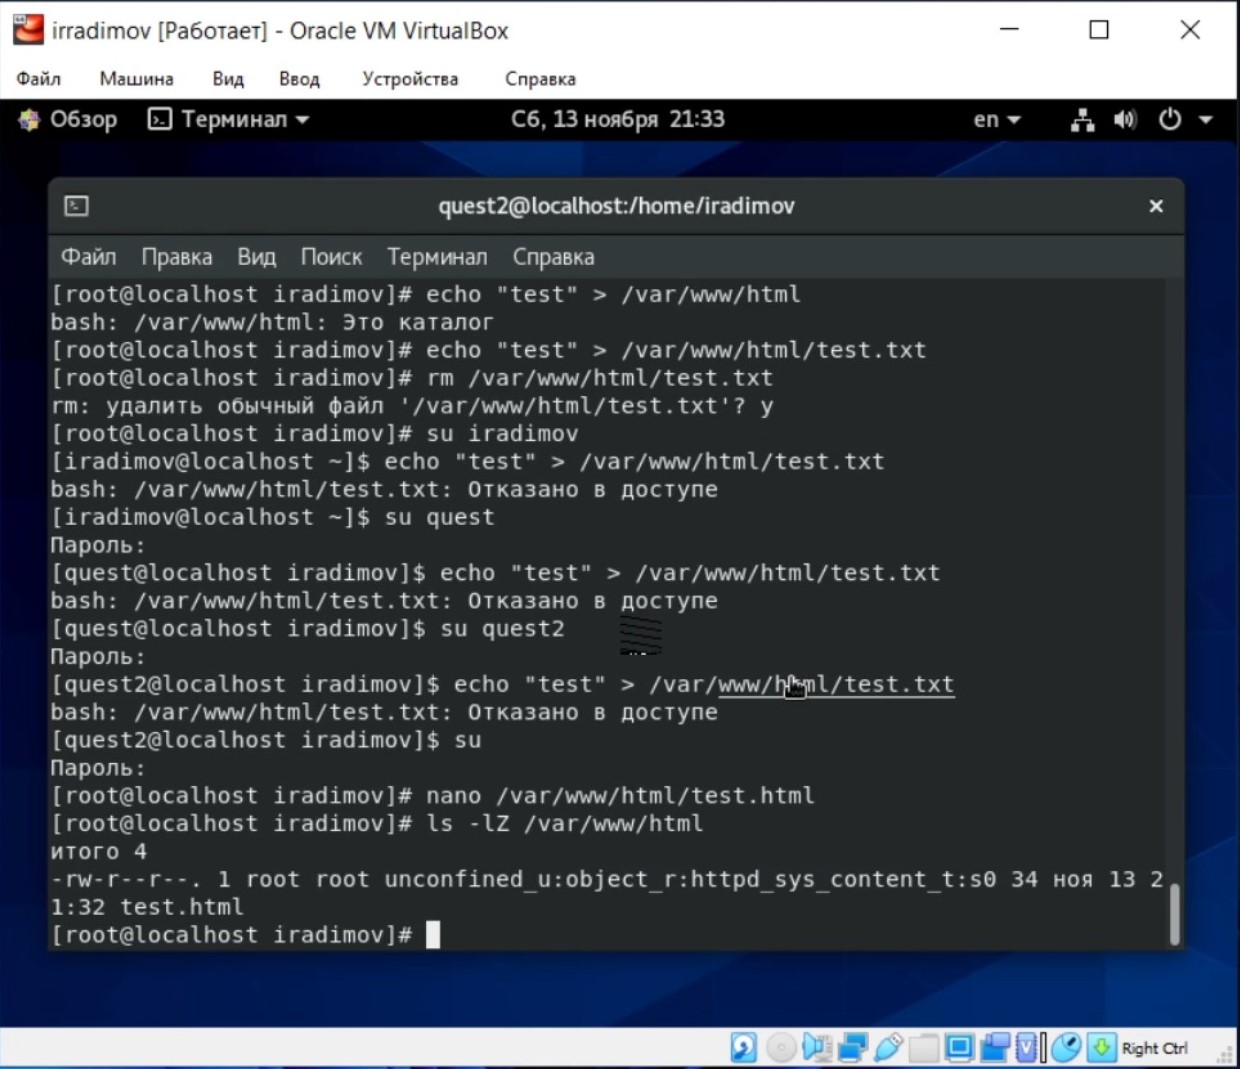 irradimov [Работает] - Oracle VM VirtualBox
Файл Машина Вид Ввод Устройства Справка
Обзор Терминал Сб, 13 ноября 21:33 en
quest2@localhost:/home/iradimov
Файл Правка Вид Поиск Терминал Справка
[root@localhost iradimov]# echo "test" > /var/www/html
bash: /var/www/html: Это каталог
[root@localhost iradimov]# echo "test" > /var/www/html/test.txt
[root@localhost iradimov]# rm /var/www/html/test.txt
rm: удалить обычный файл '/var/www/html/test.txt'? y
[root@localhost iradimov]# su iradimov
[iradimov@localhost ~]$ echo "test" > /var/www/html/test.txt
bash: /var/www/html/test.txt: Отказано в доступе
[iradimov@localhost ~]$ su quest
Пароль:
[quest@localhost iradimov]$ echo "test" > /var/www/html/test.txt
bash: /var/www/html/test.txt: Отказано в доступе
[quest@localhost iradimov]$ su quest2
Пароль:
[quest2@localhost iradimov]$ echo "test" > /var/www/html/test.txt
bash: /var/www/html/test.txt: Отказано в доступе
[quest2@localhost iradimov]$ su
Пароль:
[root@localhost iradimov]# nano /var/www/html/test.html
[root@localhost iradimov]# ls -lZ /var/www/html
итого 4
-rw-r--r--. 1 root root unconfined_u:object_r:httpd_sys_content_t:s0 34 ноя 13 2
1:32 test.html
[root@localhost iradimov]#
Right Ctrl